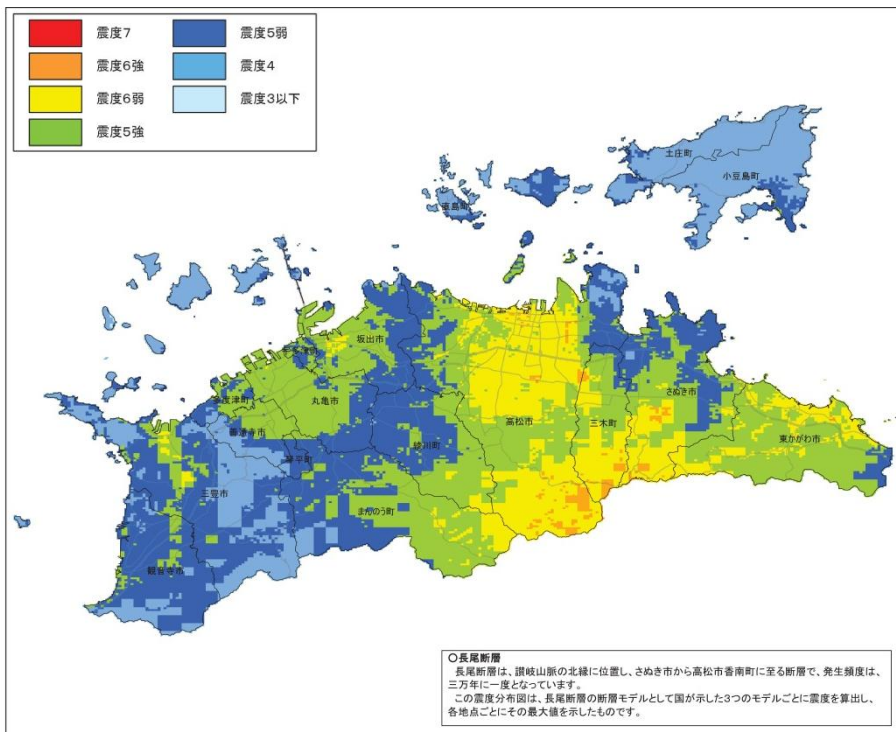 震度7
震度5弱
震度6強
震度4
震度6弱
震度3以下
震度5強
土庄町
小豆島町
直島町
坂出市
宇多津町
多度津町
丸亀市
善通寺市
高松市
三木町
さぬき市
東かがわ市
綾川町
琴平町
三豊市
まんのう町
観音寺市
○長尾断層
長尾断層は、讃岐山脈の北縁に位置し、さぬき市から高松市香南町に至る断層で、発生頻度は、
三万年に一度となっています。
この震度分布図は、長尾断層の断層モデルとして国が示した3つのモデルごとに震度を算出し、
各地点ごとにその最大値を示したものです。